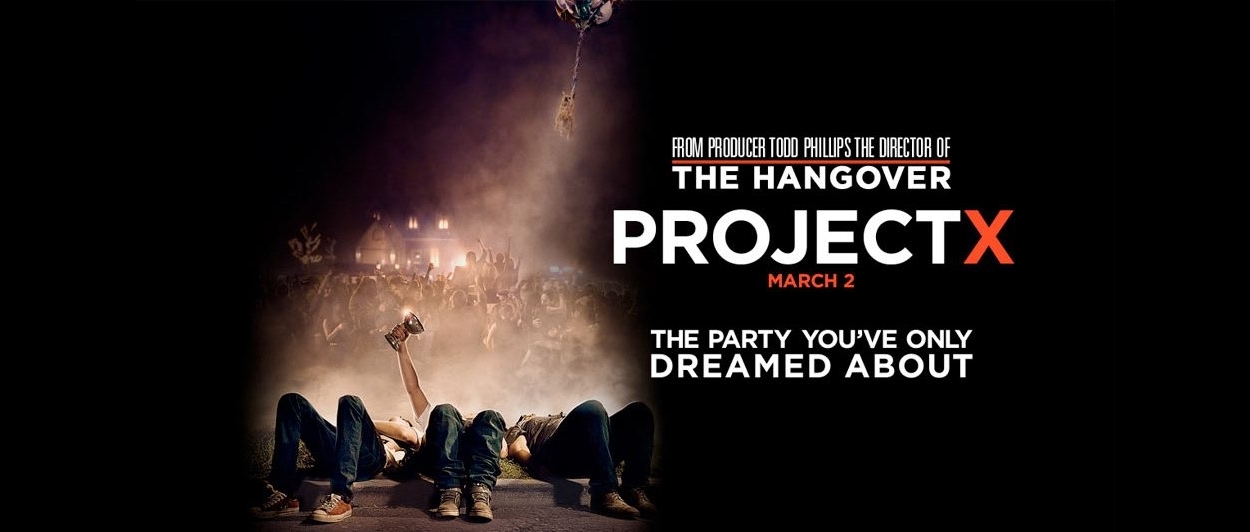 FROM PRODUCER TODD PHILLIPS THE DIRECTOR OF
THE HANGOVER
PROJECTX
MARCH 2
THE PARTY YOU'VE ONLY
DREAMED ABOUT